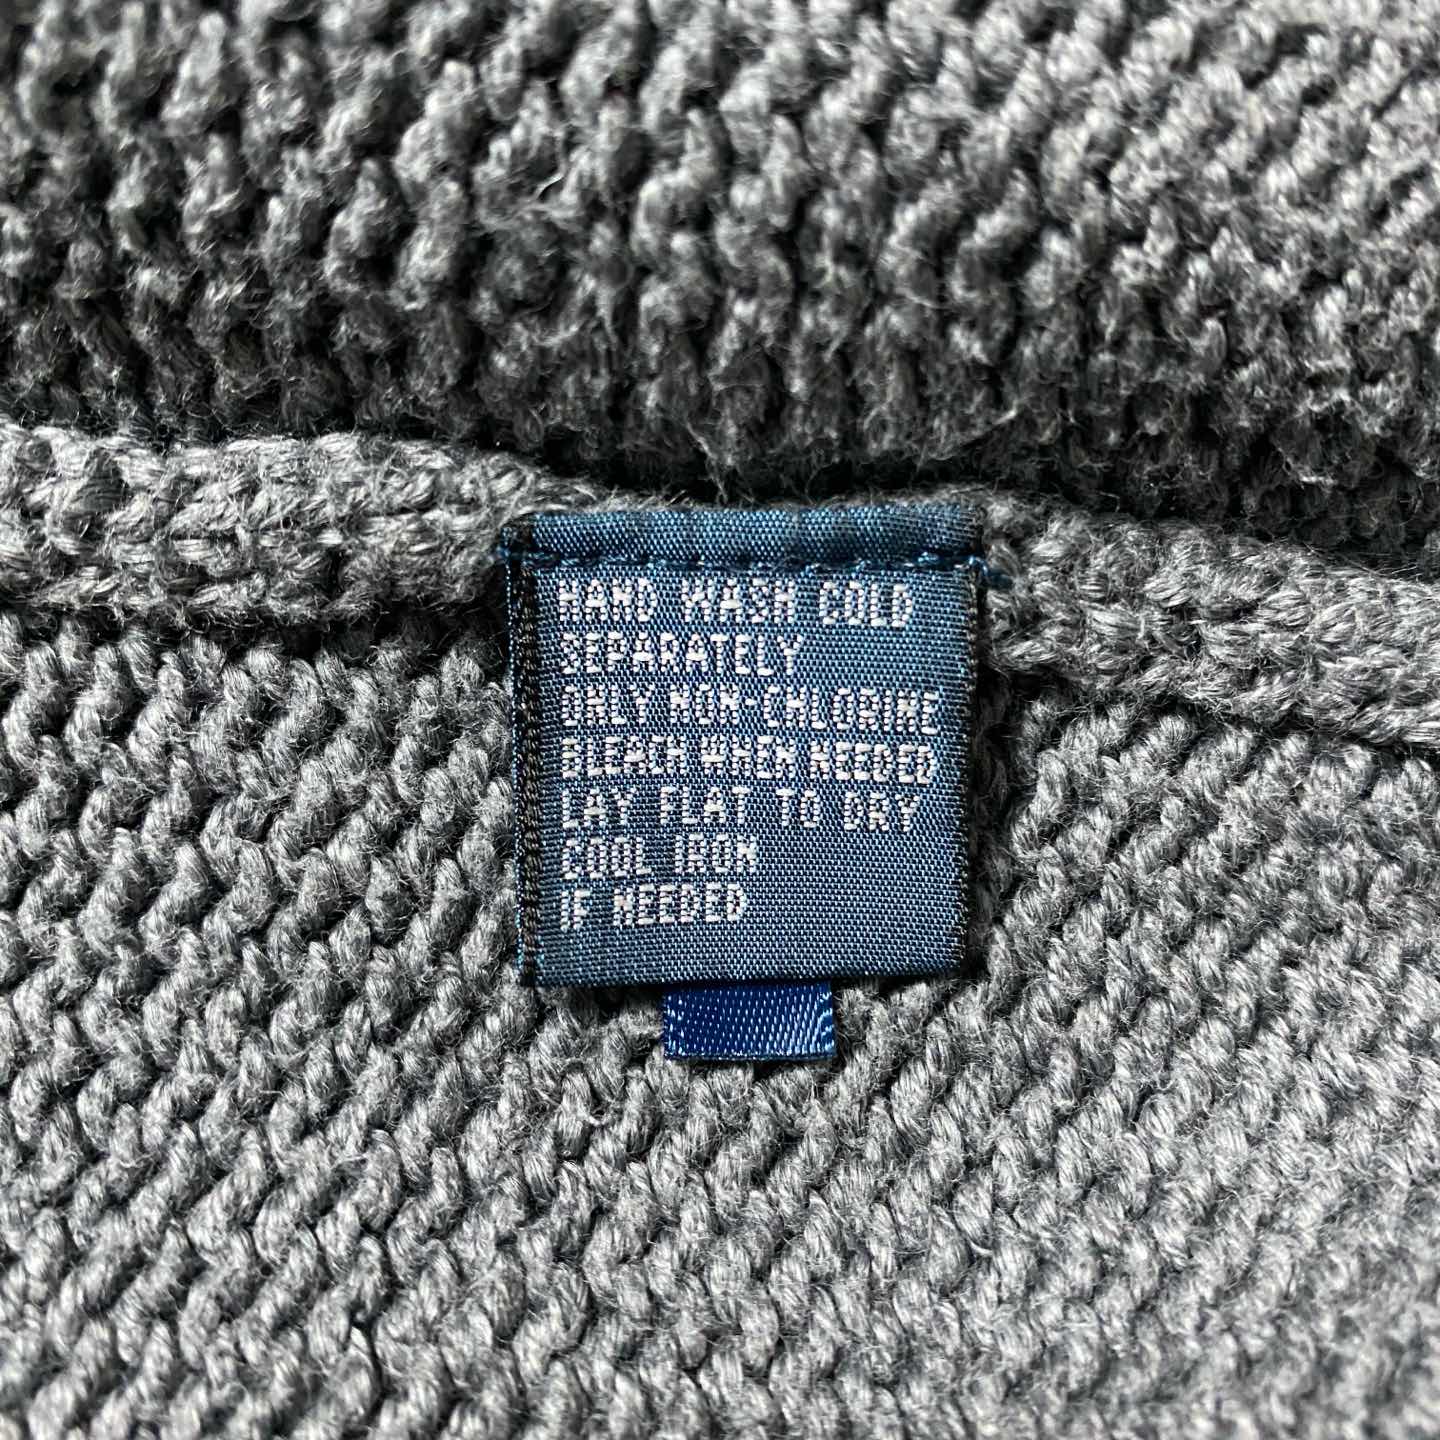 HAND WASH COLD
SEPARATELY
ONLY NON-CHLORINE
BLEACH WHEN NEEDED
LAY FLAT TO DRY
COOL IRON
IF NEEDED